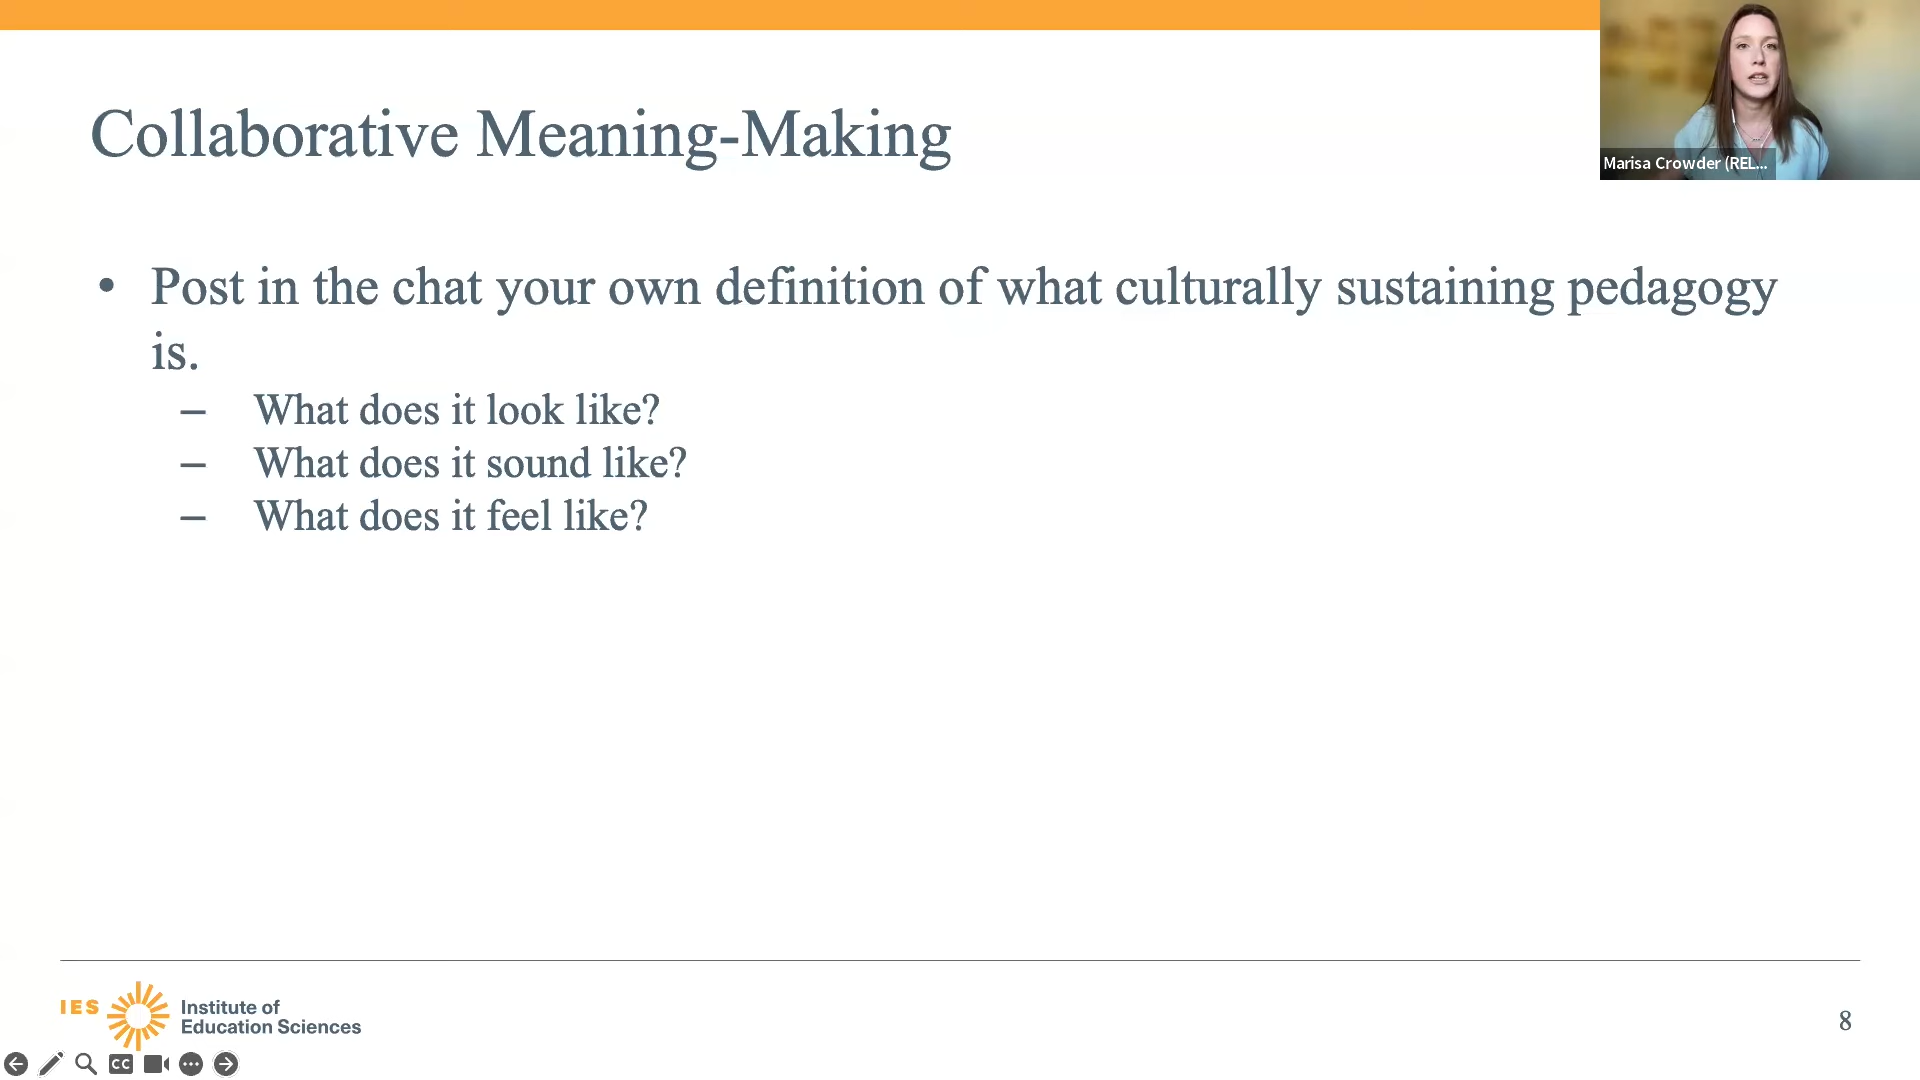 Collaborative Meaning-Making
Marisa Crowder (REL...
• Post in the chat your own definition of what culturally sustaining pedagogy
is.
– What does it look like?
– What does it sound like?
– What does it feel like?
IES
Institute of
Education Sciences
8
CC